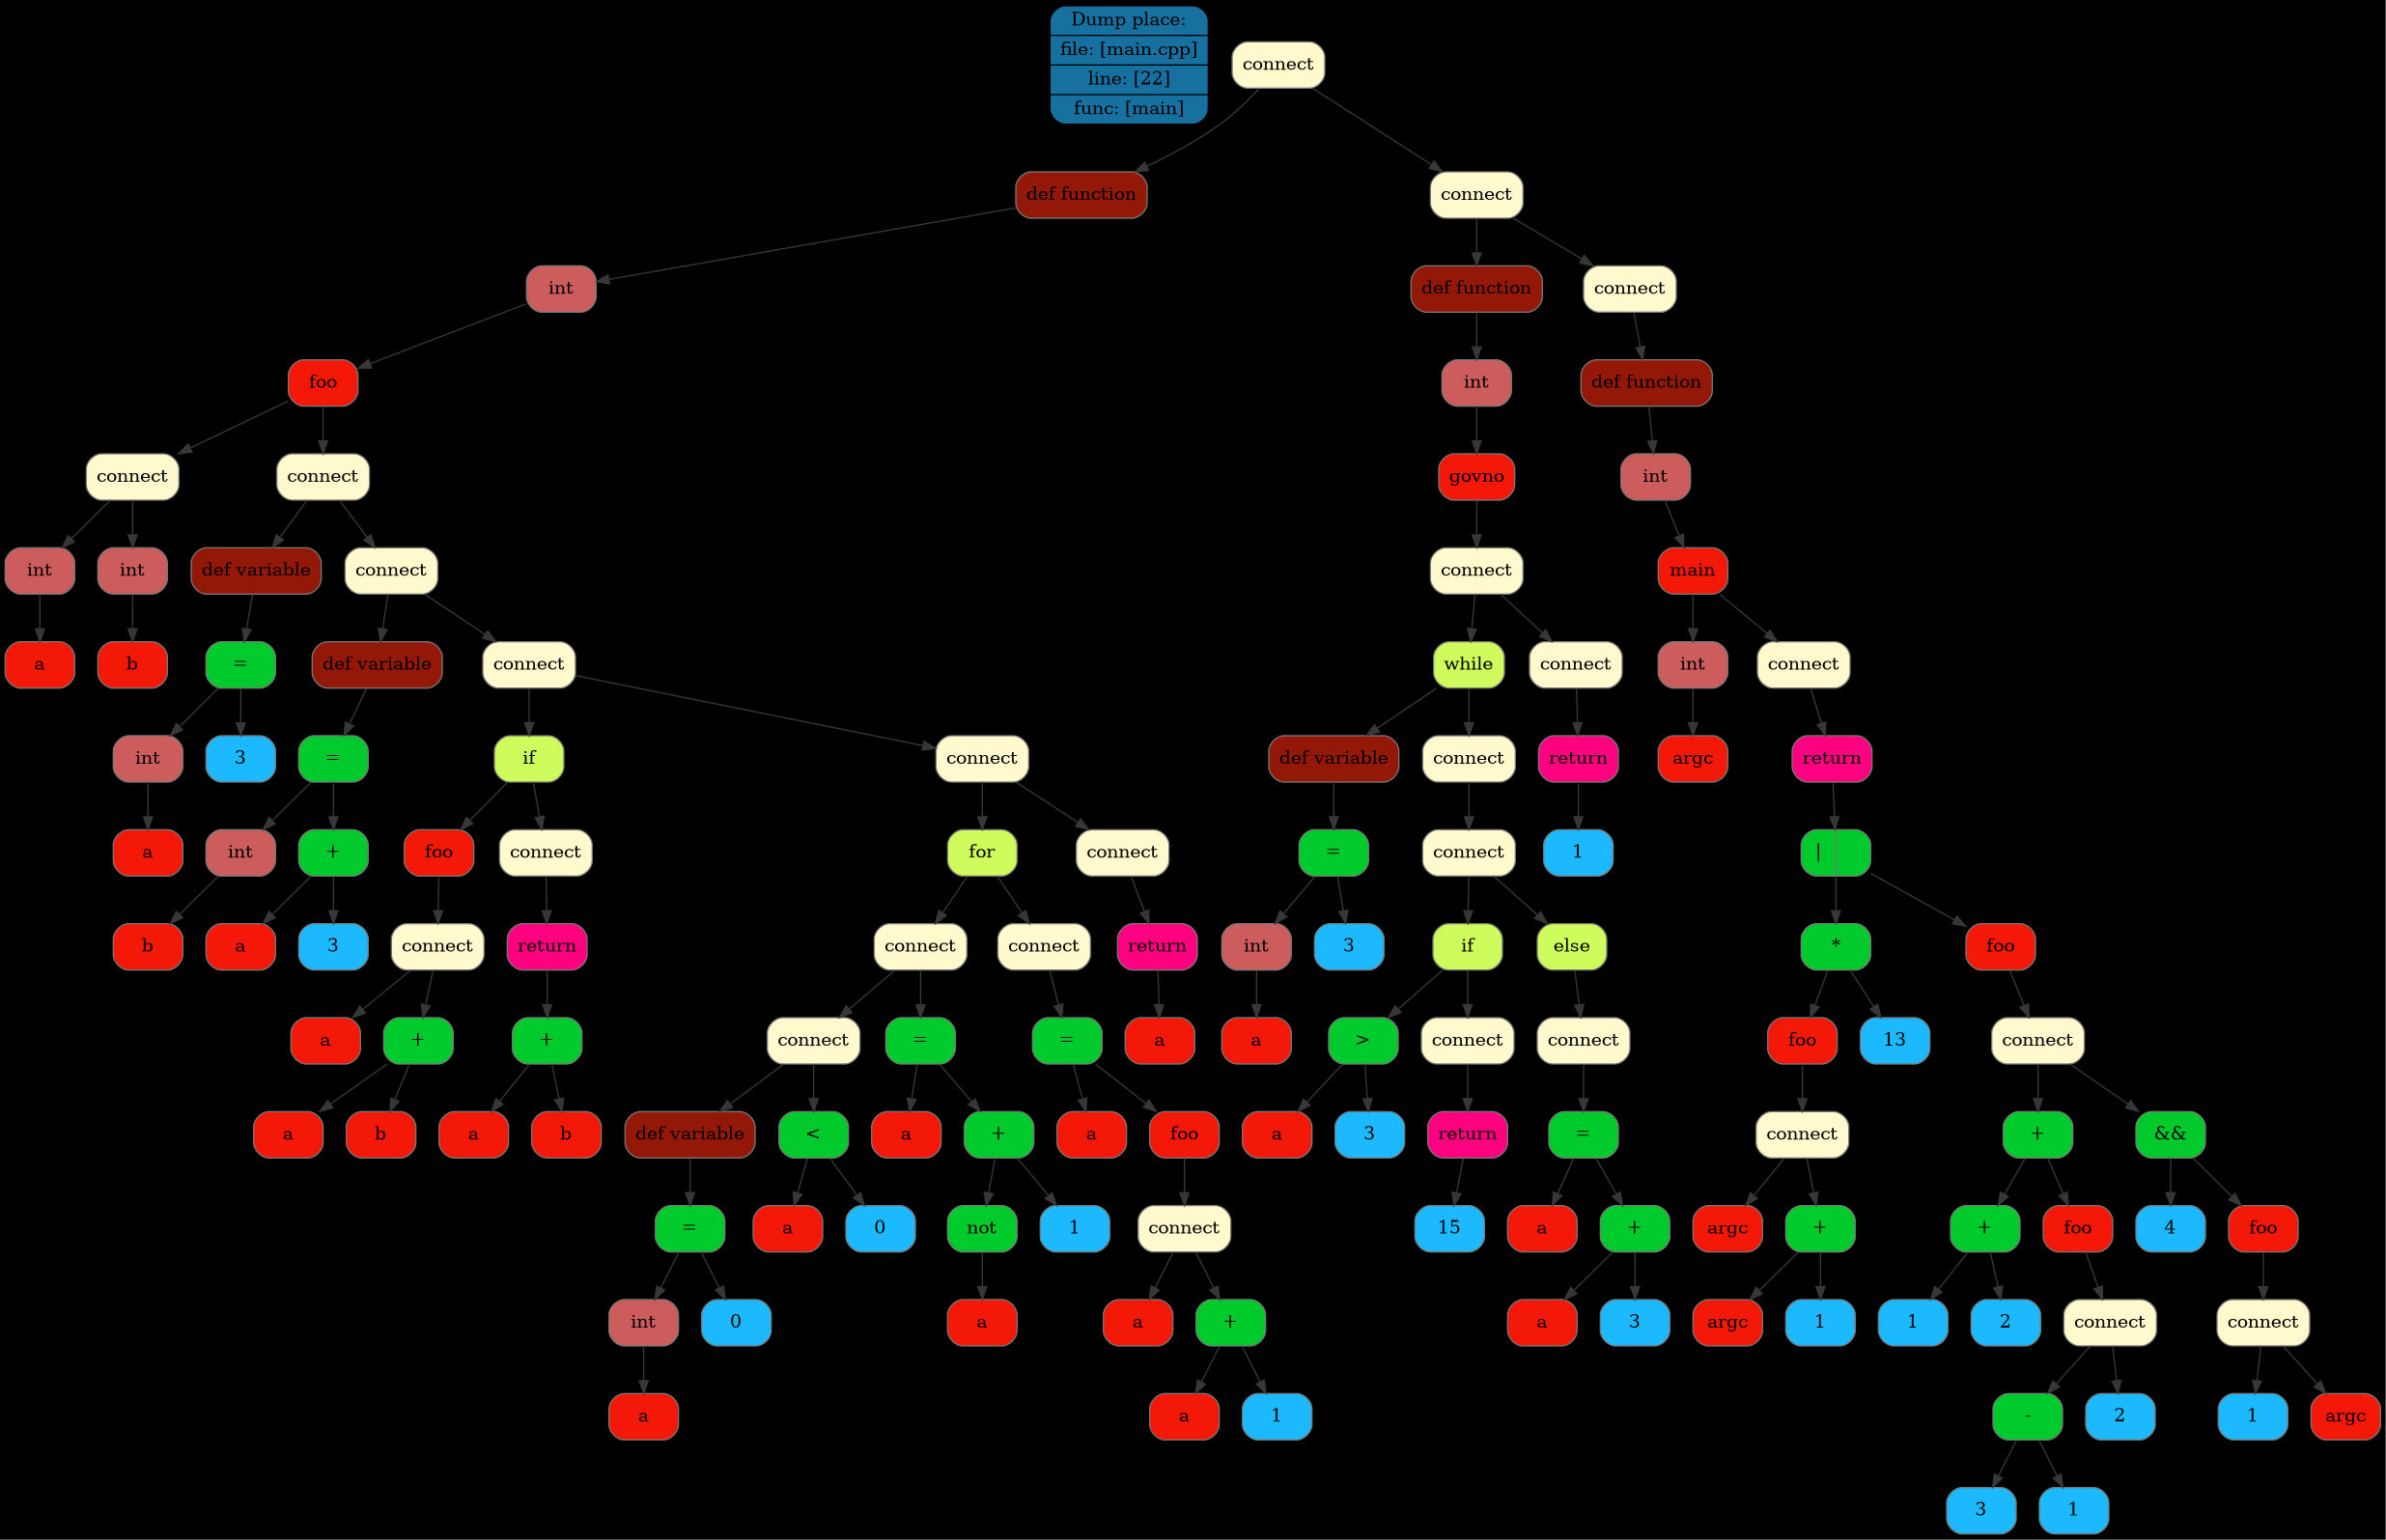 Dump place:
file: [main.cpp]
line: [22]
func: [main]
connect
def function
connect
int
def function
connect
foo
int
def function
connect
connect
govno
int
int
int
def variable
connect
connect
main
a
b
=
def variable
connect
while
connect
int
connect
int
3
=
if
connect
def variable
connect
return
argc
return
a
int
+
foo
connect
for
connect
=
connect
1
|
b
a
3
connect
return
connect
connect
return
int
3
if
else
*
foo
a
+
+
connect
=
=
a
a
>
connect
connect
foo
13
connect
a
b
a
b
def variable
<
a
+
a
foo
a
3
return
=
connect
+
&&
=
a
0
not
1
connect
15
a
+
argc
+
+
foo
4
foo
int
0
a
a
+
a
3
argc
1
1
2
connect
connect
a
a
1
-
2
1
argc
3
1